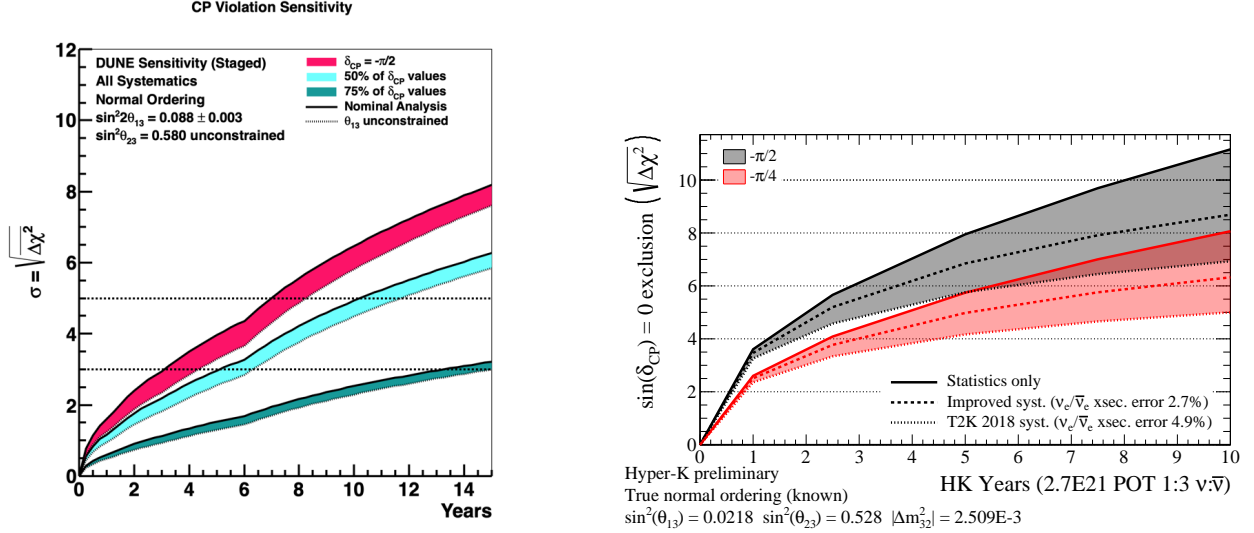 CP Violation Sensitivity
12
10
8
6
4
2
0
σ = √Δχ²
DUNE Sensitivity (Staged)
All Systematics
Normal Ordering
sin²2θ₁₃ = 0.088 ± 0.003
sin²θ₂₃ = 0.580 unconstrained
δCP = -π/2
50% of δCP values
75% of δCP values
Nominal Analysis
θ₁₃ unconstrained
0 2 4 6 8 10 12 14
Years
sin(δCP) = 0 exclusion (√Δχ²)
10
8
6
4
2
0
-π/2
-π/4
Statistics only
Improved syst. (νe/ν̅e xsec. error 2.7%)
T2K 2018 syst. (νe/ν̅e xsec. error 4.9%)
0 1 2 3 4 5 6 7 8 9 10
HK Years (2.7E21 POT 1:3 ν:ν̅)
Hyper-K preliminary
True normal ordering (known)
sin²(θ₁₃) = 0.0218 sin²(θ₂₃) = 0.528 |Δm²₃₂| = 2.509E-3